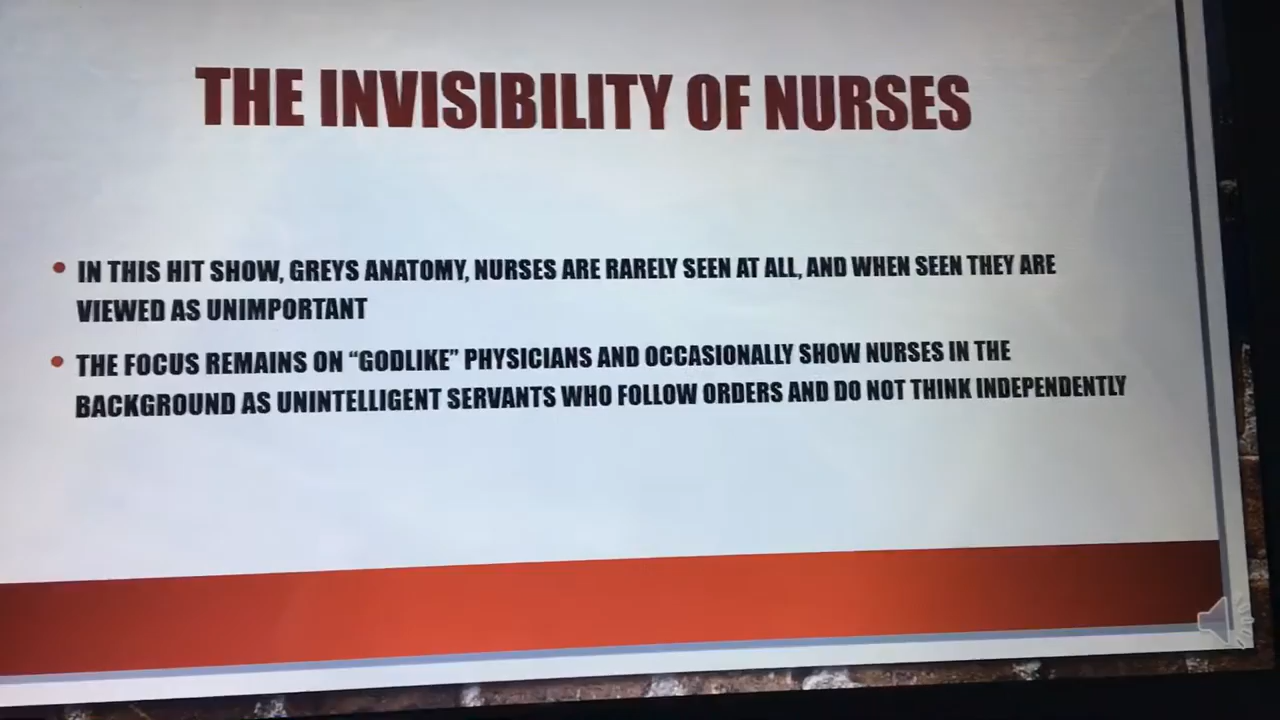 THE INVISIBILITY OF NURSES
• IN THIS HIT SHOW, GREYS ANATOMY, NURSES ARE RARELY SEEN AT ALL, AND WHEN SEEN THEY ARE
VIEWED AS UNIMPORTANT
• THE FOCUS REMAINS ON “GODLIKE” PHYSICIANS AND OCCASIONALLY SHOW NURSES IN THE
BACKGROUND AS UNINTELLIGENT SERVANTS WHO FOLLOW ORDERS AND DO NOT THINK INDEPENDENTLY